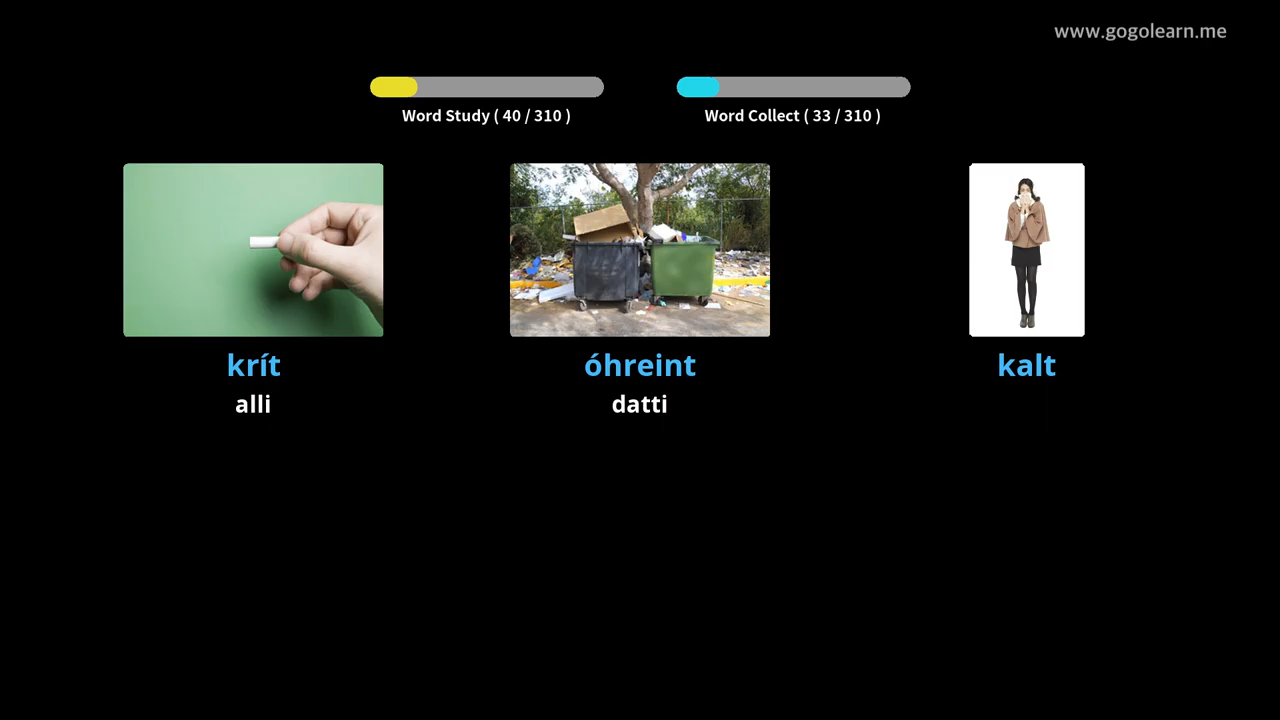 www.gogolearn.me
Word Study ( 40 / 310 )
Word Collect ( 33 / 310 )
krít
alli
óhreint
datti
kalt